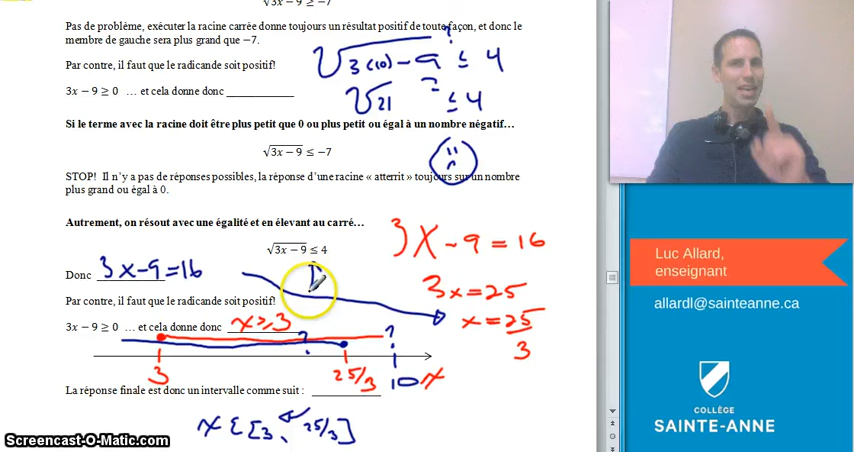 √3x − 9 ≥ −7
Pas de problème, exécuter la racine carrée donne toujours un résultat positif de toute façon, et donc le
membre de gauche sera plus grand que −7.
√3(10) − 9 ≤ 4
?
Par contre, il faut que le radicande soit positif!
√21 ≤ 4
?
3x − 9 ≥ 0 … et cela donne donc ____________
Si le terme avec la racine doit être plus petit que 0 ou plus petit ou égal à un nombre négatif…
√3x − 9 ≤ −7
STOP! Il n’y a pas de réponses possibles, la réponse d’une racine « atterrit » toujours sur un nombre
plus grand ou égal à 0.
Autrement, on résout avec une égalité et en élevant au carré…
√3x − 9 ≤ 4
3x − 9 = 16
Donc 3x − 9 = 16
3x = 25
Par contre, il faut que le radicande soit positif!
x = 25/3
3x − 9 ≥ 0 … et cela donne donc x ≥ 3
? ?
3 25/3 10 x
La réponse finale est donc un intervalle comme suit : ____________
x ∈ [3, 25/3]
Luc Allard,
enseignant
allardl@sainteanne.ca
COLLÈGE
SAINTE-ANNE
Screencast-O-Matic.com